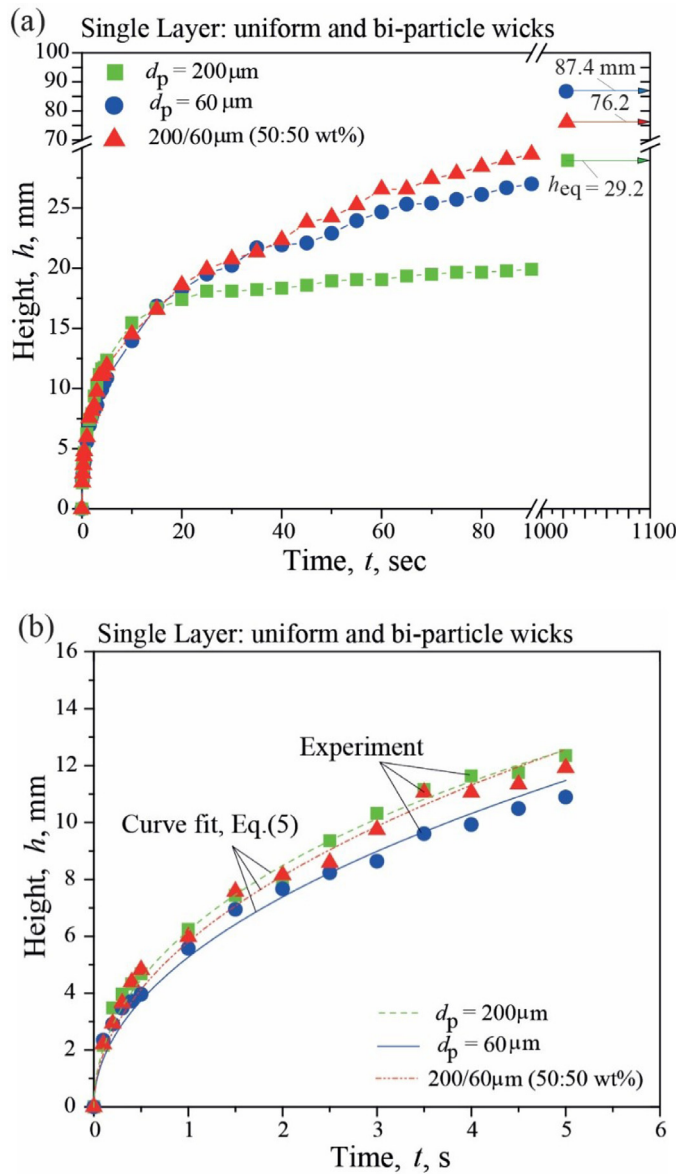 (a) Single Layer: uniform and bi-particle wicks
100
95
90
85
80
75
70
25
20
15
10
5
0
Height, h, mm
dp = 200μm
dp = 60 μm
200/60μm (50:50 wt%)
87.4 mm
76.2
heq = 29.2
0 20 40 60 80 1000 1100
Time, t, sec
(b) Single Layer: uniform and bi-particle wicks
16
14
12
10
8
6
4
2
0
Height, h, mm
Experiment
Curve fit, Eq.(5)
dp = 200μm
dp = 60μm
200/60μm (50:50 wt%)
0 1 2 3 4 5 6
Time, t, s